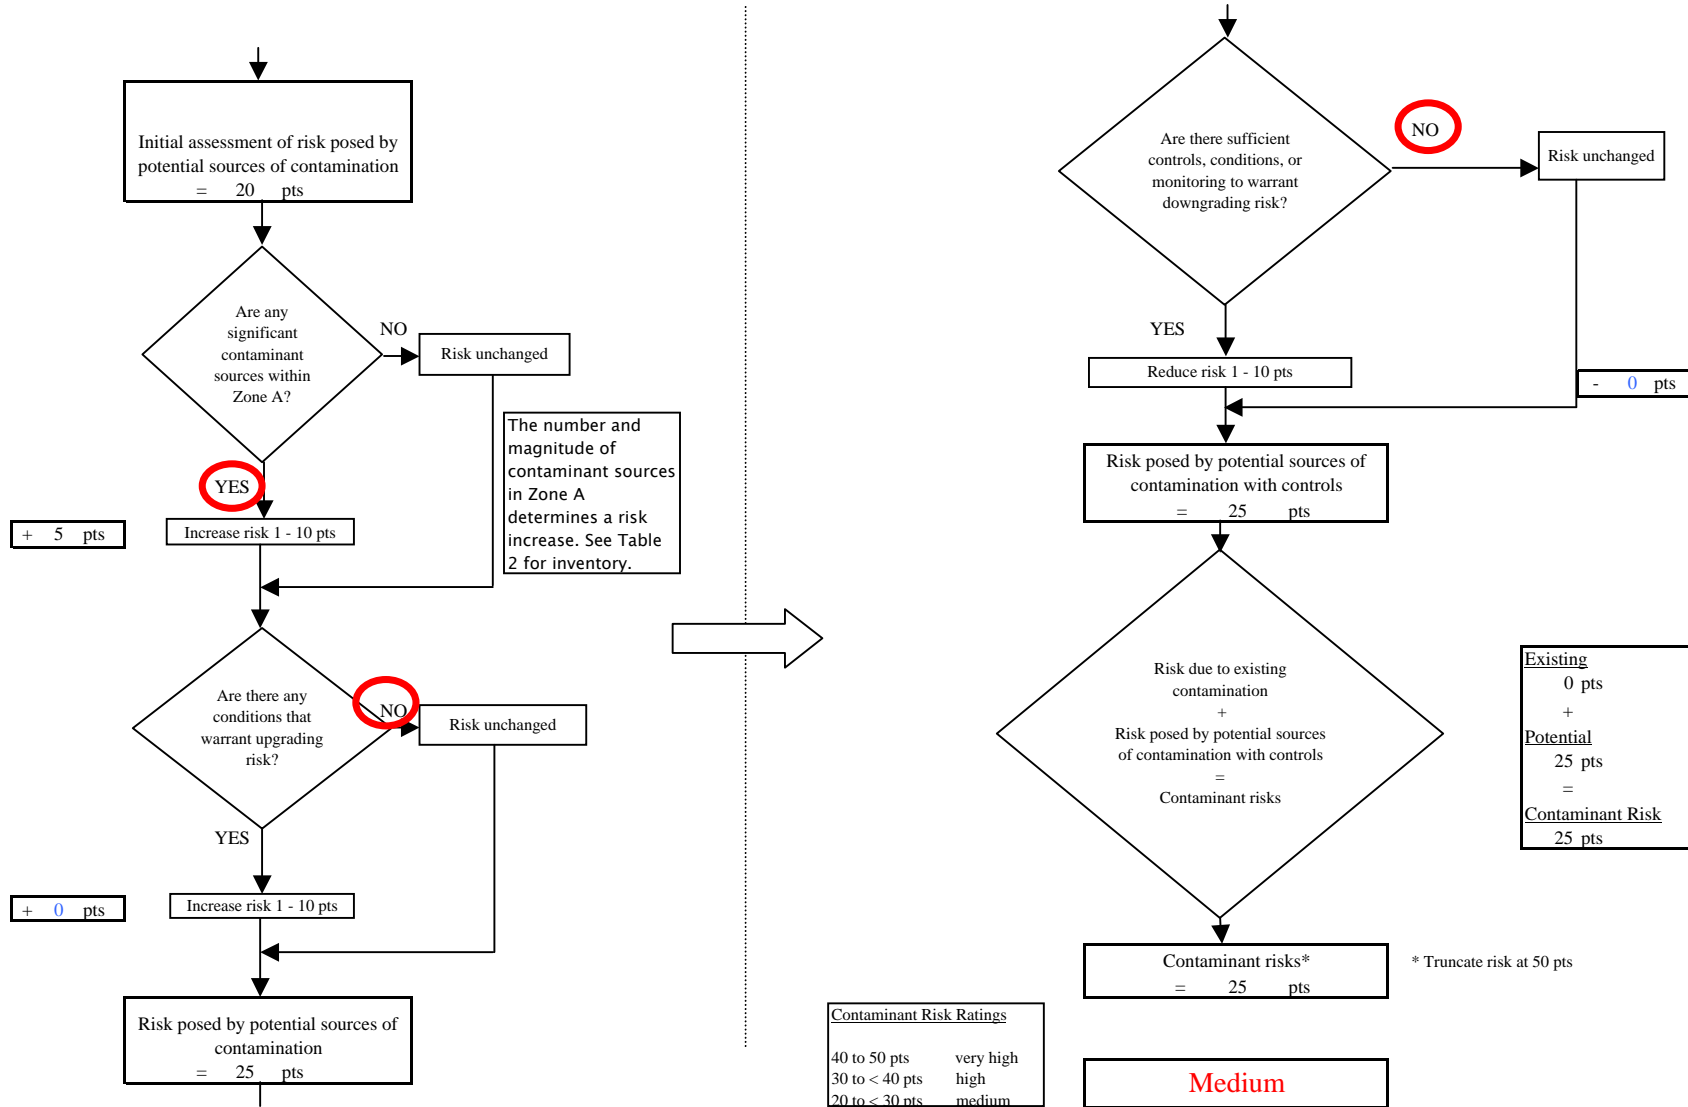 Initial assessment of risk posed by
potential sources of contamination
= 20 pts
Are any
significant
contaminant
sources within
Zone A?
NO
Risk unchanged
YES
The number and
magnitude of
contaminant sources
in Zone A
determines a risk
increase. See Table
2 for inventory.
+ 5 pts
Increase risk 1 - 10 pts
Are there any
conditions that
warrant upgrading
risk?
NO
Risk unchanged
YES
+ 0 pts
Increase risk 1 - 10 pts
Risk posed by potential sources of
contamination
= 25 pts
Are there sufficient
controls, conditions, or
monitoring to warrant
downgrading risk?
NO
Risk unchanged
YES
Reduce risk 1 - 10 pts
- 0 pts
Risk posed by potential sources of
contamination with controls
= 25 pts
Risk due to existing
contamination
+
Risk posed by potential sources
of contamination with controls
=
Contaminant risks
Existing
0 pts
+
Potential
25 pts
=
Contaminant Risk
25 pts
Contaminant risks*
= 25 pts
* Truncate risk at 50 pts
Contaminant Risk Ratings
40 to 50 pts very high
30 to < 40 pts high
20 to < 30 pts medium
Medium